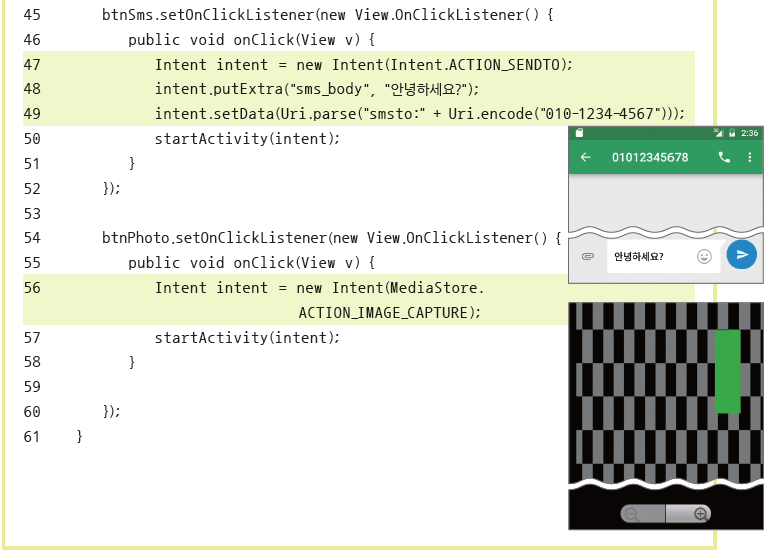 45 btnSms.setOnClickListener(new View.OnClickListener() {
46 public void onClick(View v) {
47 Intent intent = new Intent(Intent.ACTION_SENDTO);
48 intent.putExtra("sms_body", "안녕하세요?");
49 intent.setData(Uri.parse("smsto:" + Uri.encode("010-1234-4567")));
50 startActivity(intent);
51 }
52 });
53
54 btnPhoto.setOnClickListener(new View.OnClickListener() {
55 public void onClick(View v) {
56 Intent intent = new Intent(MediaStore.
ACTION_IMAGE_CAPTURE);
57 startActivity(intent);
58 }
59
60 });
61 }
2:36
01012345678
안녕하세요?